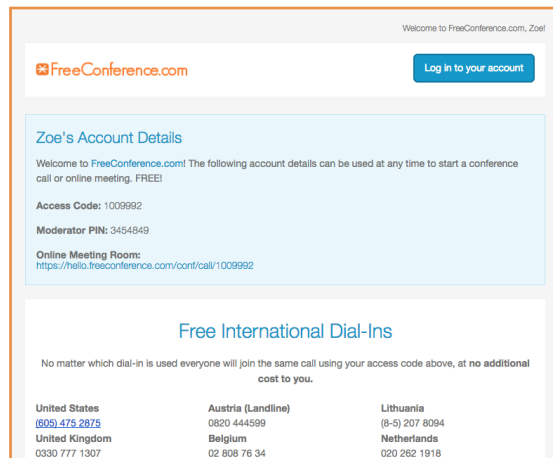 Welcome to FreeConference.com, Zoe!
FreeConference.com
Log in to your account
Zoe's Account Details
Welcome to FreeConference.com! The following account details can be used at any time to start a conference
call or online meeting. FREE!
Access Code: 1009992
Moderator PIN: 3454849
Online Meeting Room:
https://hello.freeconference.com/conf/call/1009992
Free International Dial-Ins
No matter which dial-in is used everyone will join the same call using your access code above, at no additional
cost to you.
United States Austria (Landline) Lithuania
(605) 475 2875 0820 444599 (8-5) 207 8094
United Kingdom Belgium Netherlands
0330 777 1307 02 808 76 34 020 262 1918